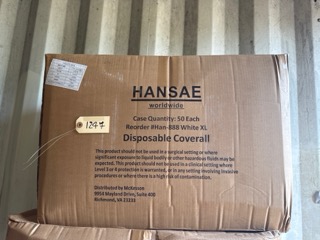 HANSAE
worldwide
Case Quantity: 50 Each
Reorder #Han-888 White XL
Disposable Coverall
This product should not be used in a surgical setting or where
significant exposure to liquid bodily or other hazardous fluids may be
expected. This product should not be used in a clinical setting where
Level 3 or 4 protection is warranted, or in any setting involving invasive
procedures or where there is a high risk of contamination.
Distributed by McKesson
9954 Mayland Drive, Suite 400
Richmond, VA 23233
1247